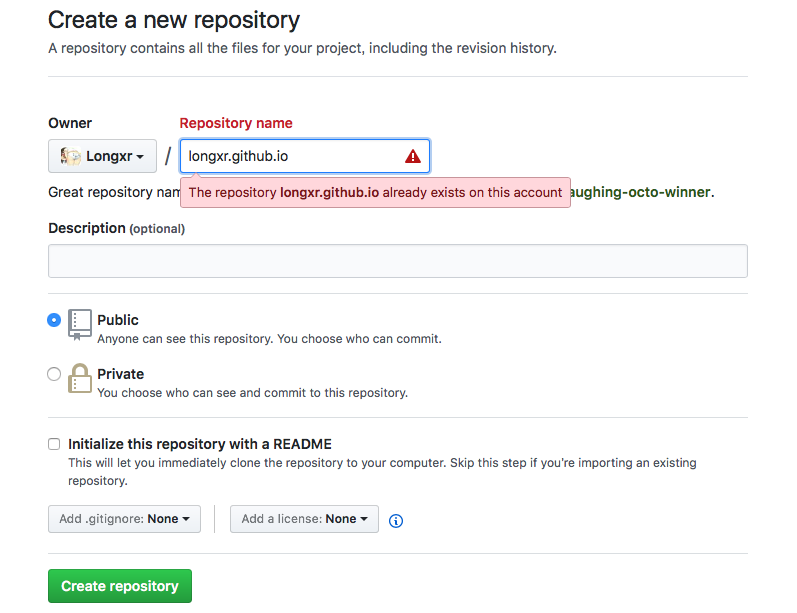 Create a new repository
A repository contains all the files for your project, including the revision history.
Owner
Repository name
Longxr
/
longxr.github.io
Great repository
The repository longxr.github.io already exists on this account
octo-winner.
Description (optional)
Public
Anyone can see this repository. You choose who can commit.
Private
You choose who can see and commit to this repository.
Initialize this repository with a README
This will let you immediately clone the repository to your computer. Skip this step if you're importing an existing
repository.
Add .gitignore: None
Add a license: None
Create repository